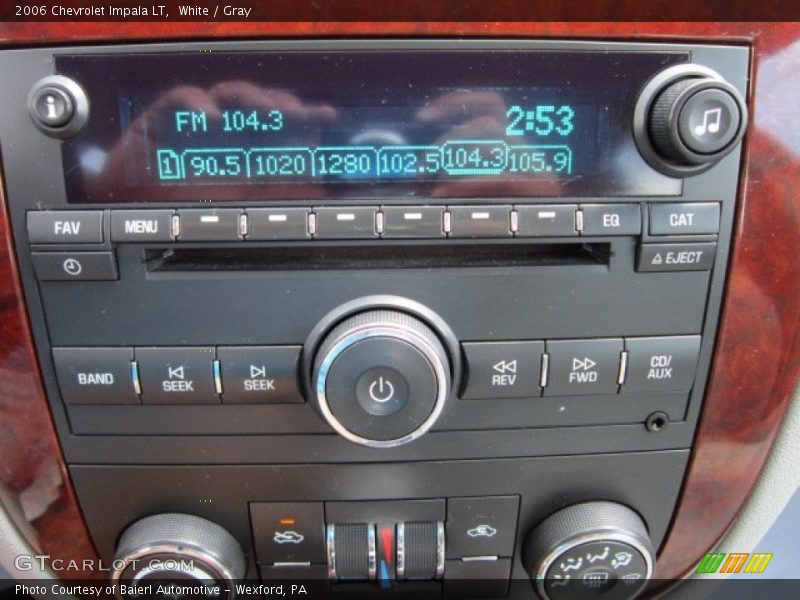 2006 Chevrolet Impala LT, White / Gray
FM 104.3 2:53
1 90.5 1020 1280 102.5 104.3 105.9
FAV MENU EQ CAT
EJECT
BAND SEEK SEEK REV FWD CD/AUX
GTCARLOT.COM
Photo Courtesy of Baierl Automotive - Wexford, PA